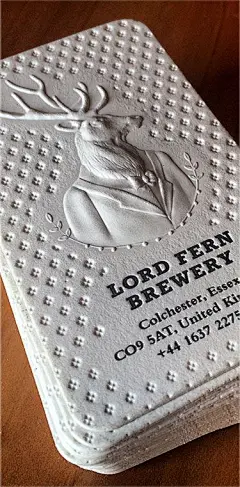 LORD FERN
BREWERY
Colchester, Essex
CO9 5AT, United Ki
+44 1637 2275